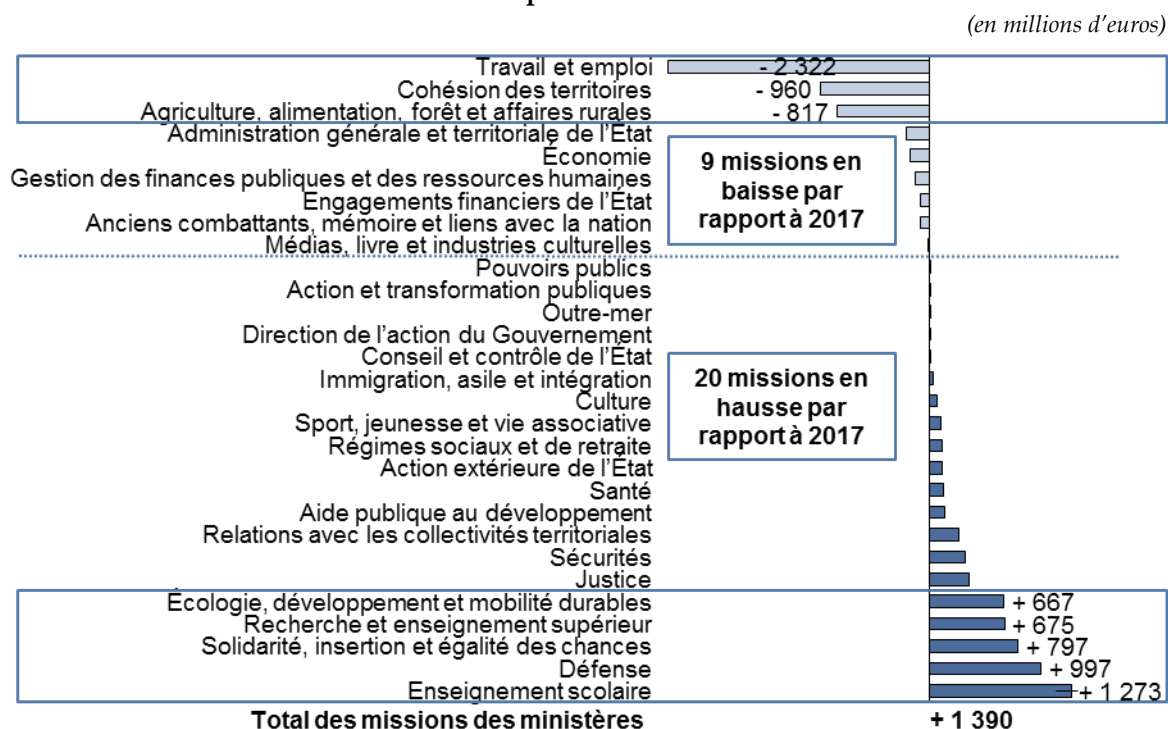 (en millions d'euros)
Travail et emploi - 2 322
Cohésion des territoires - 960
Agriculture, alimentation, forêt et affaires rurales - 817
Administration générale et territoriale de l'État
Économie
Gestion des finances publiques et des ressources humaines
Engagements financiers de l'État
Anciens combattants, mémoire et liens avec la nation
Médias, livre et industries culturelles
9 missions en
baisse par
rapport à 2017
Pouvoirs publics
Action et transformation publiques
Outre-mer
Direction de l'action du Gouvernement
Conseil et contrôle de l'État
Immigration, asile et intégration
Culture
Sport, jeunesse et vie associative
Régimes sociaux et de retraite
Action extérieure de l'État
Santé
Aide publique au développement
Relations avec les collectivités territoriales
Sécurités
Justice
20 missions en
hausse par
rapport à 2017
Écologie, développement et mobilité durables + 667
Recherche et enseignement supérieur + 675
Solidarité, insertion et égalité des chances + 797
Défense + 997
Enseignement scolaire + 1 273
Total des missions des ministères + 1 390